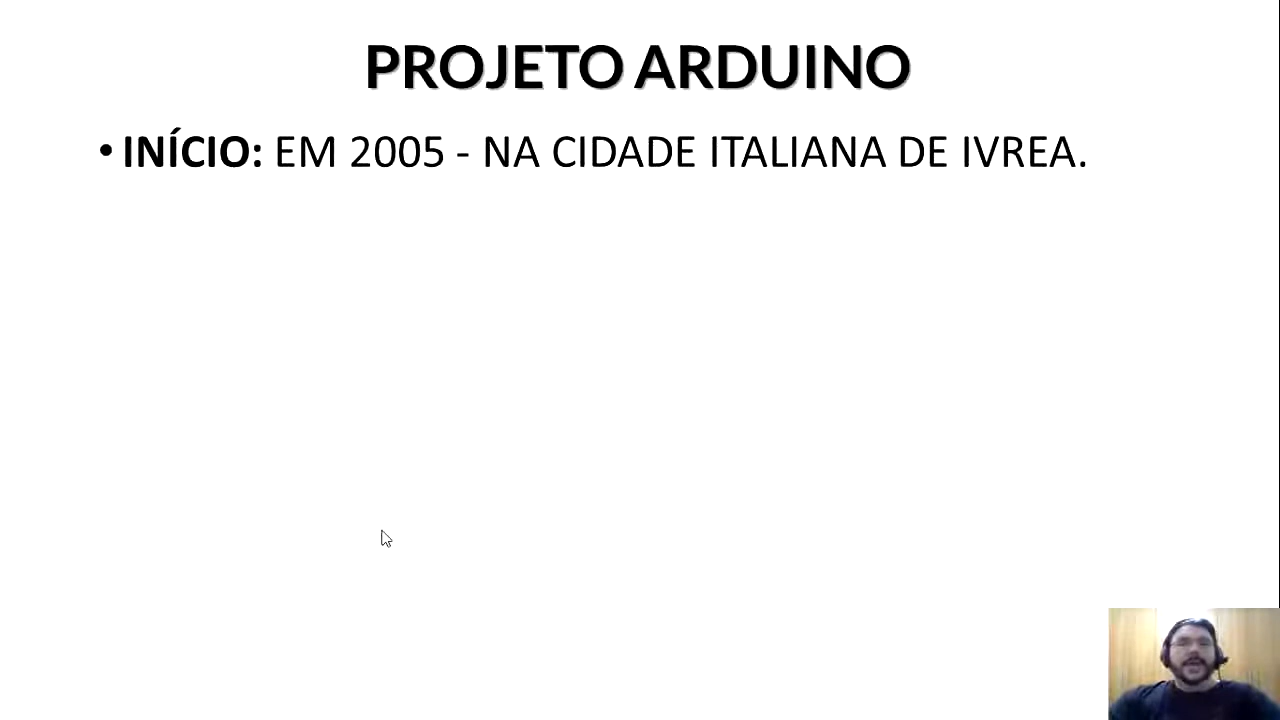 PROJETO ARDUINO
• INÍCIO: EM 2005 - NA CIDADE ITALIANA DE IVREA.